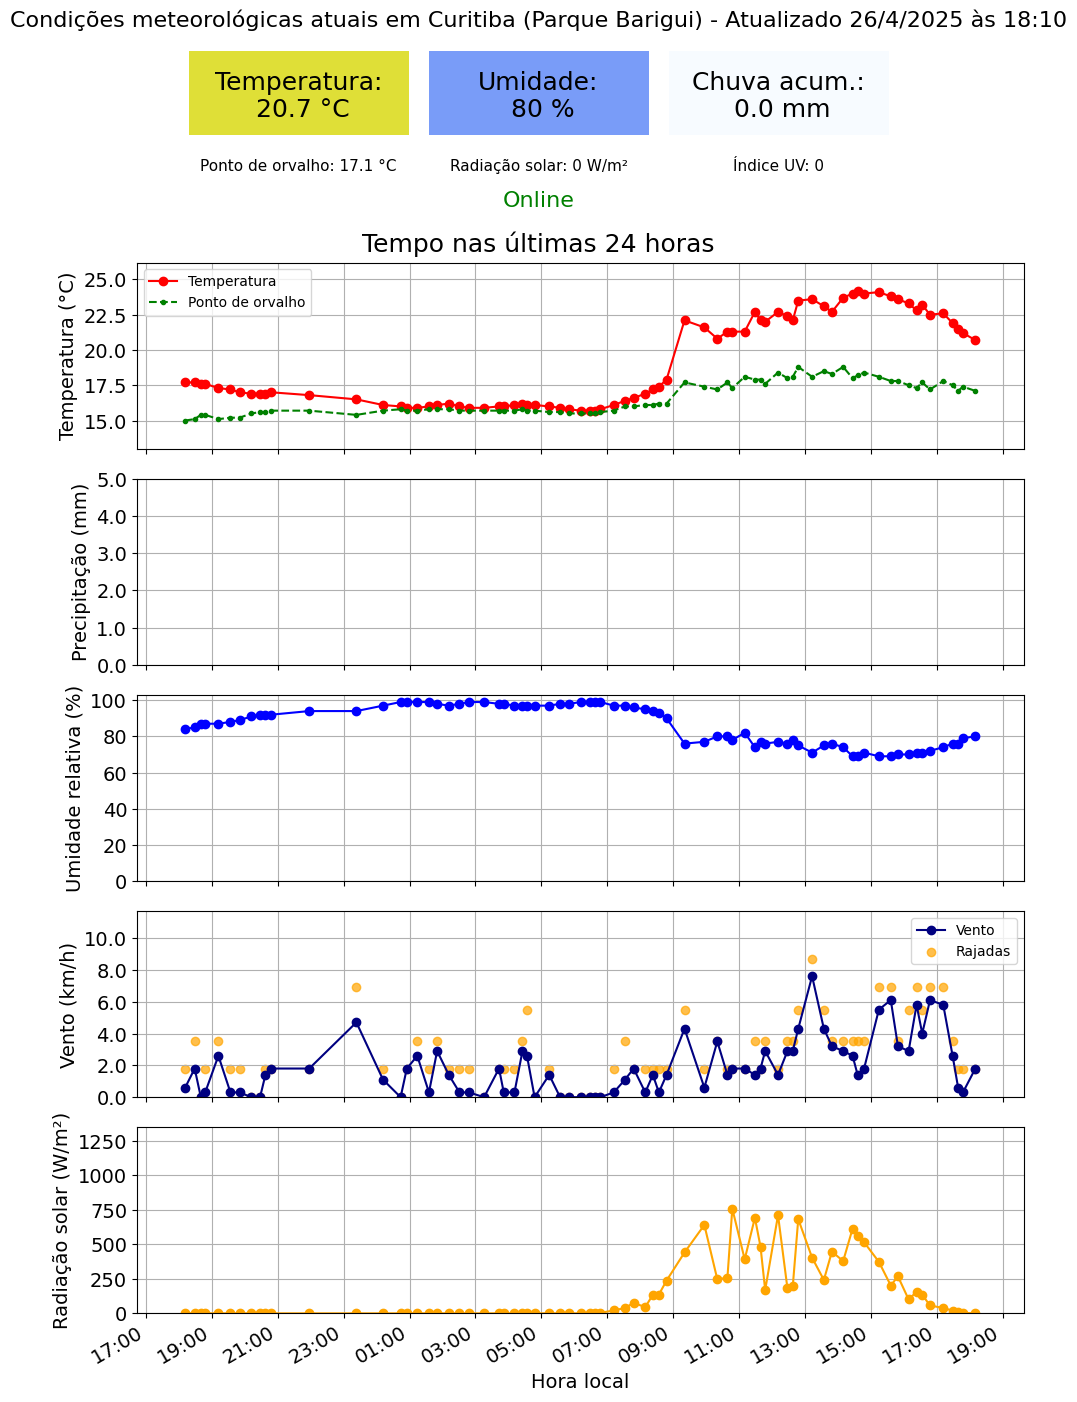 Condições meteorológicas atuais em Curitiba (Parque Barigui) - Atualizado 26/4/2025 às 18:10
Temperatura:
20.7 °C
Umidade:
80 %
Chuva acum.:
0.0 mm
Ponto de orvalho: 17.1 °C
Radiação solar: 0 W/m²
Índice UV: 0
Online
Tempo nas últimas 24 horas
Temperatura (°C)
25.0
22.5
20.0
17.5
15.0
Temperatura
Ponto de orvalho
Precipitação (mm)
5.0
4.0
3.0
2.0
1.0
0.0
Umidade relativa (%)
100
80
60
40
20
0
Vento (km/h)
10.0
8.0
6.0
4.0
2.0
0.0
Vento
Rajadas
Radiação solar (W/m²)
1250
1000
750
500
250
0
17:00
19:00
21:00
23:00
01:00
03:00
05:00
07:00
09:00
11:00
13:00
15:00
17:00
19:00
Hora local